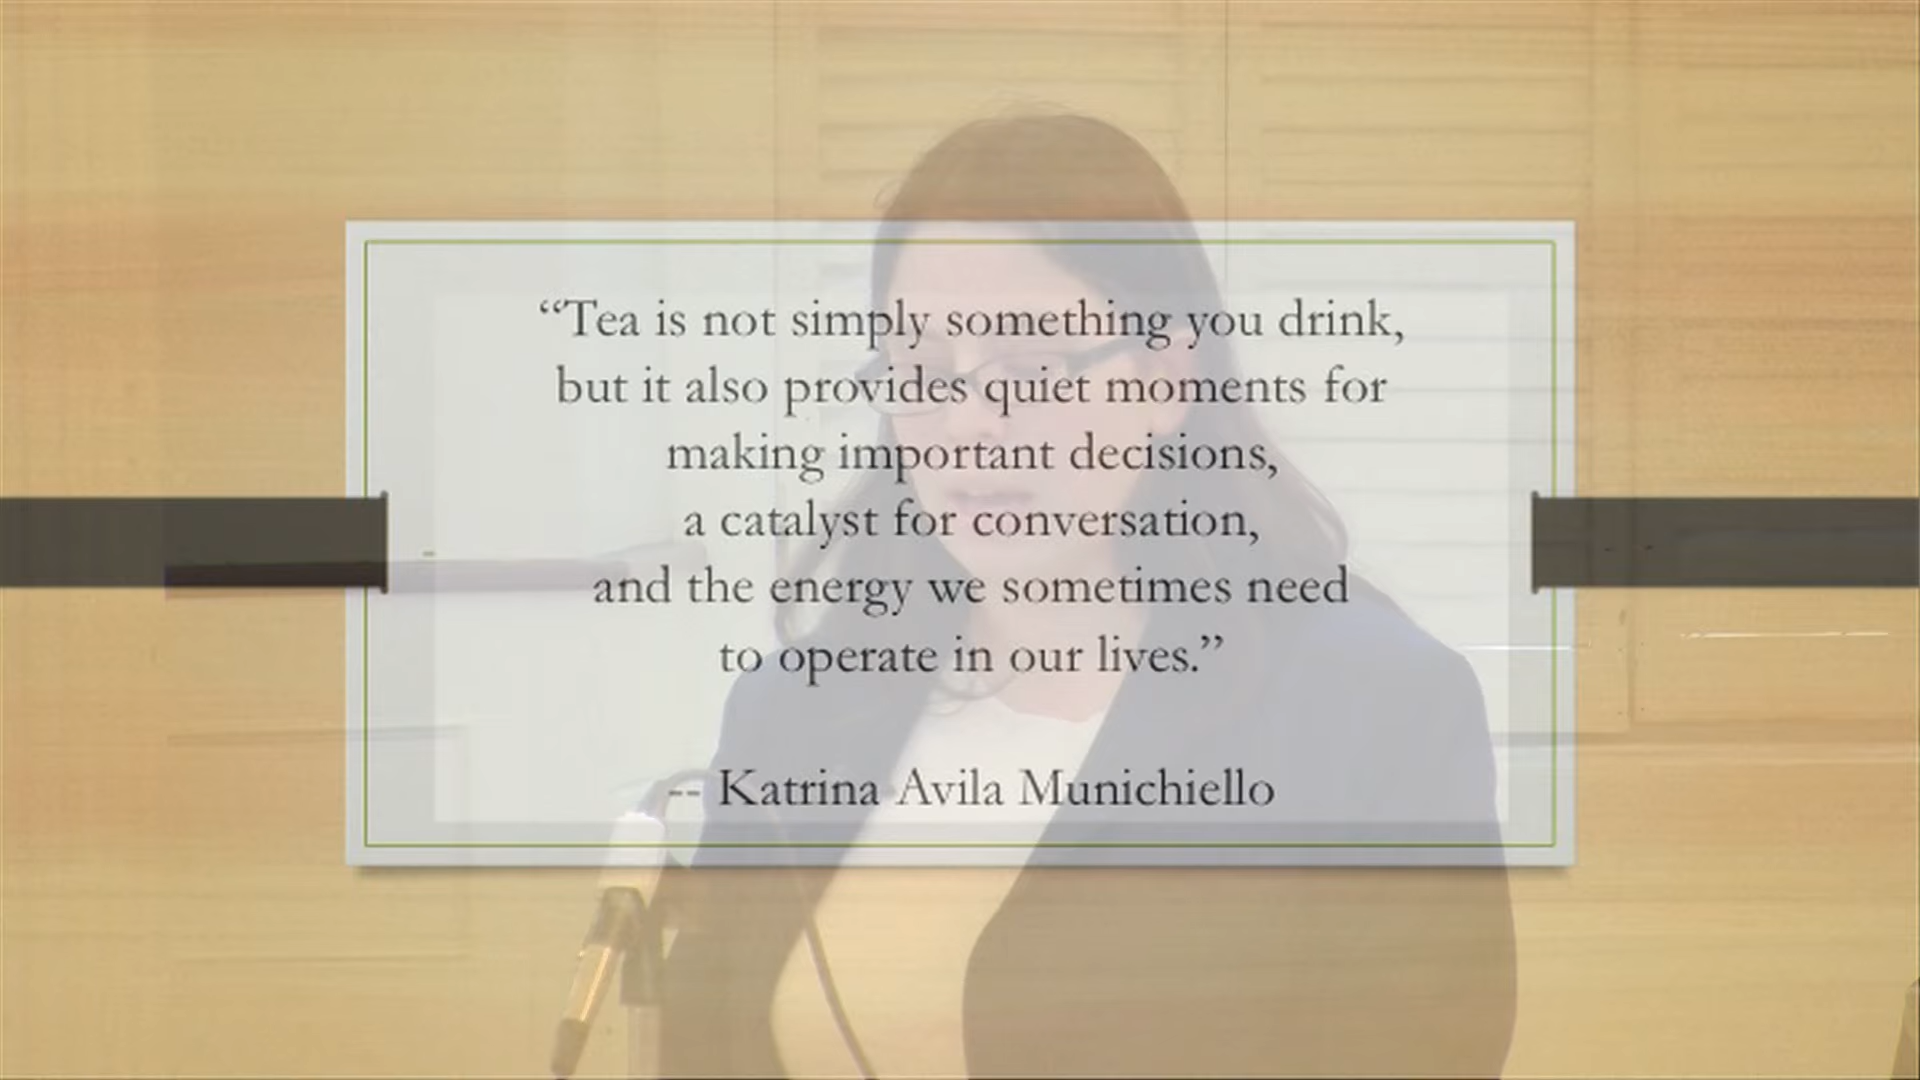 “Tea is not simply something you drink,
but it also provides quiet moments for
making important decisions,
a catalyst for conversation,
and the energy we sometimes need
to operate in our lives.”
-- Katrina Avila Munichiello